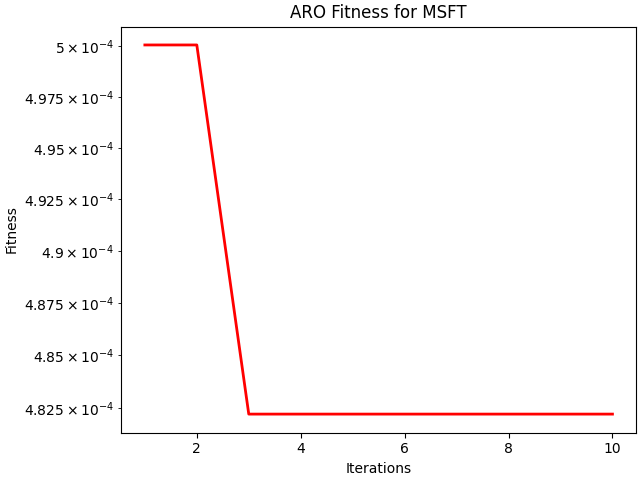 ARO Fitness for MSFT
5 × 10⁻⁴
4.975 × 10⁻⁴
4.95 × 10⁻⁴
4.925 × 10⁻⁴
4.9 × 10⁻⁴
4.875 × 10⁻⁴
4.85 × 10⁻⁴
4.825 × 10⁻⁴
Fitness
2 4 6 8 10
Iterations